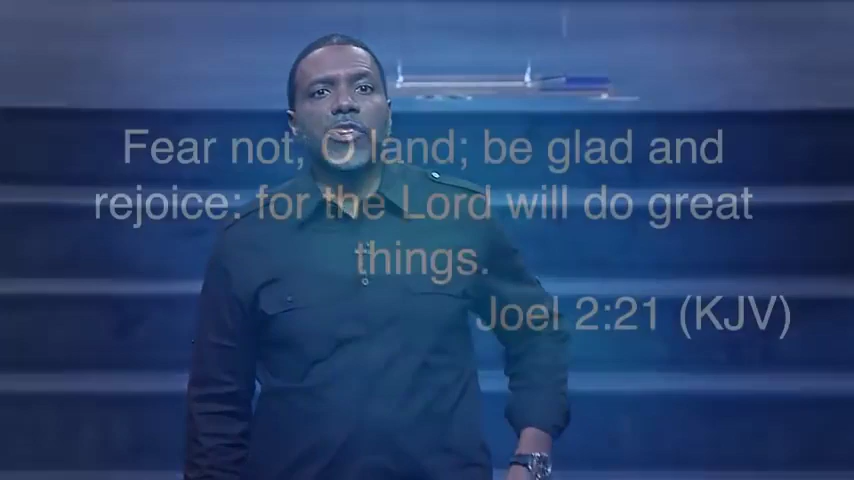 Fear not, O land; be glad and
rejoice: for the Lord will do great
things.
Joel 2:21 (KJV)